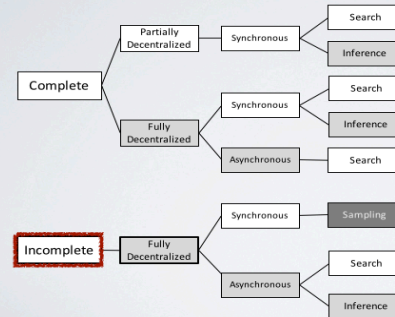 Search
Partially
Decentralized
Synchronous
Inference
Complete
Search
Synchronous
Fully
Decentralized
Inference
Asynchronous
Search
Synchronous
Sampling
Incomplete
Fully
Decentralized
Search
Asynchronous
Inference